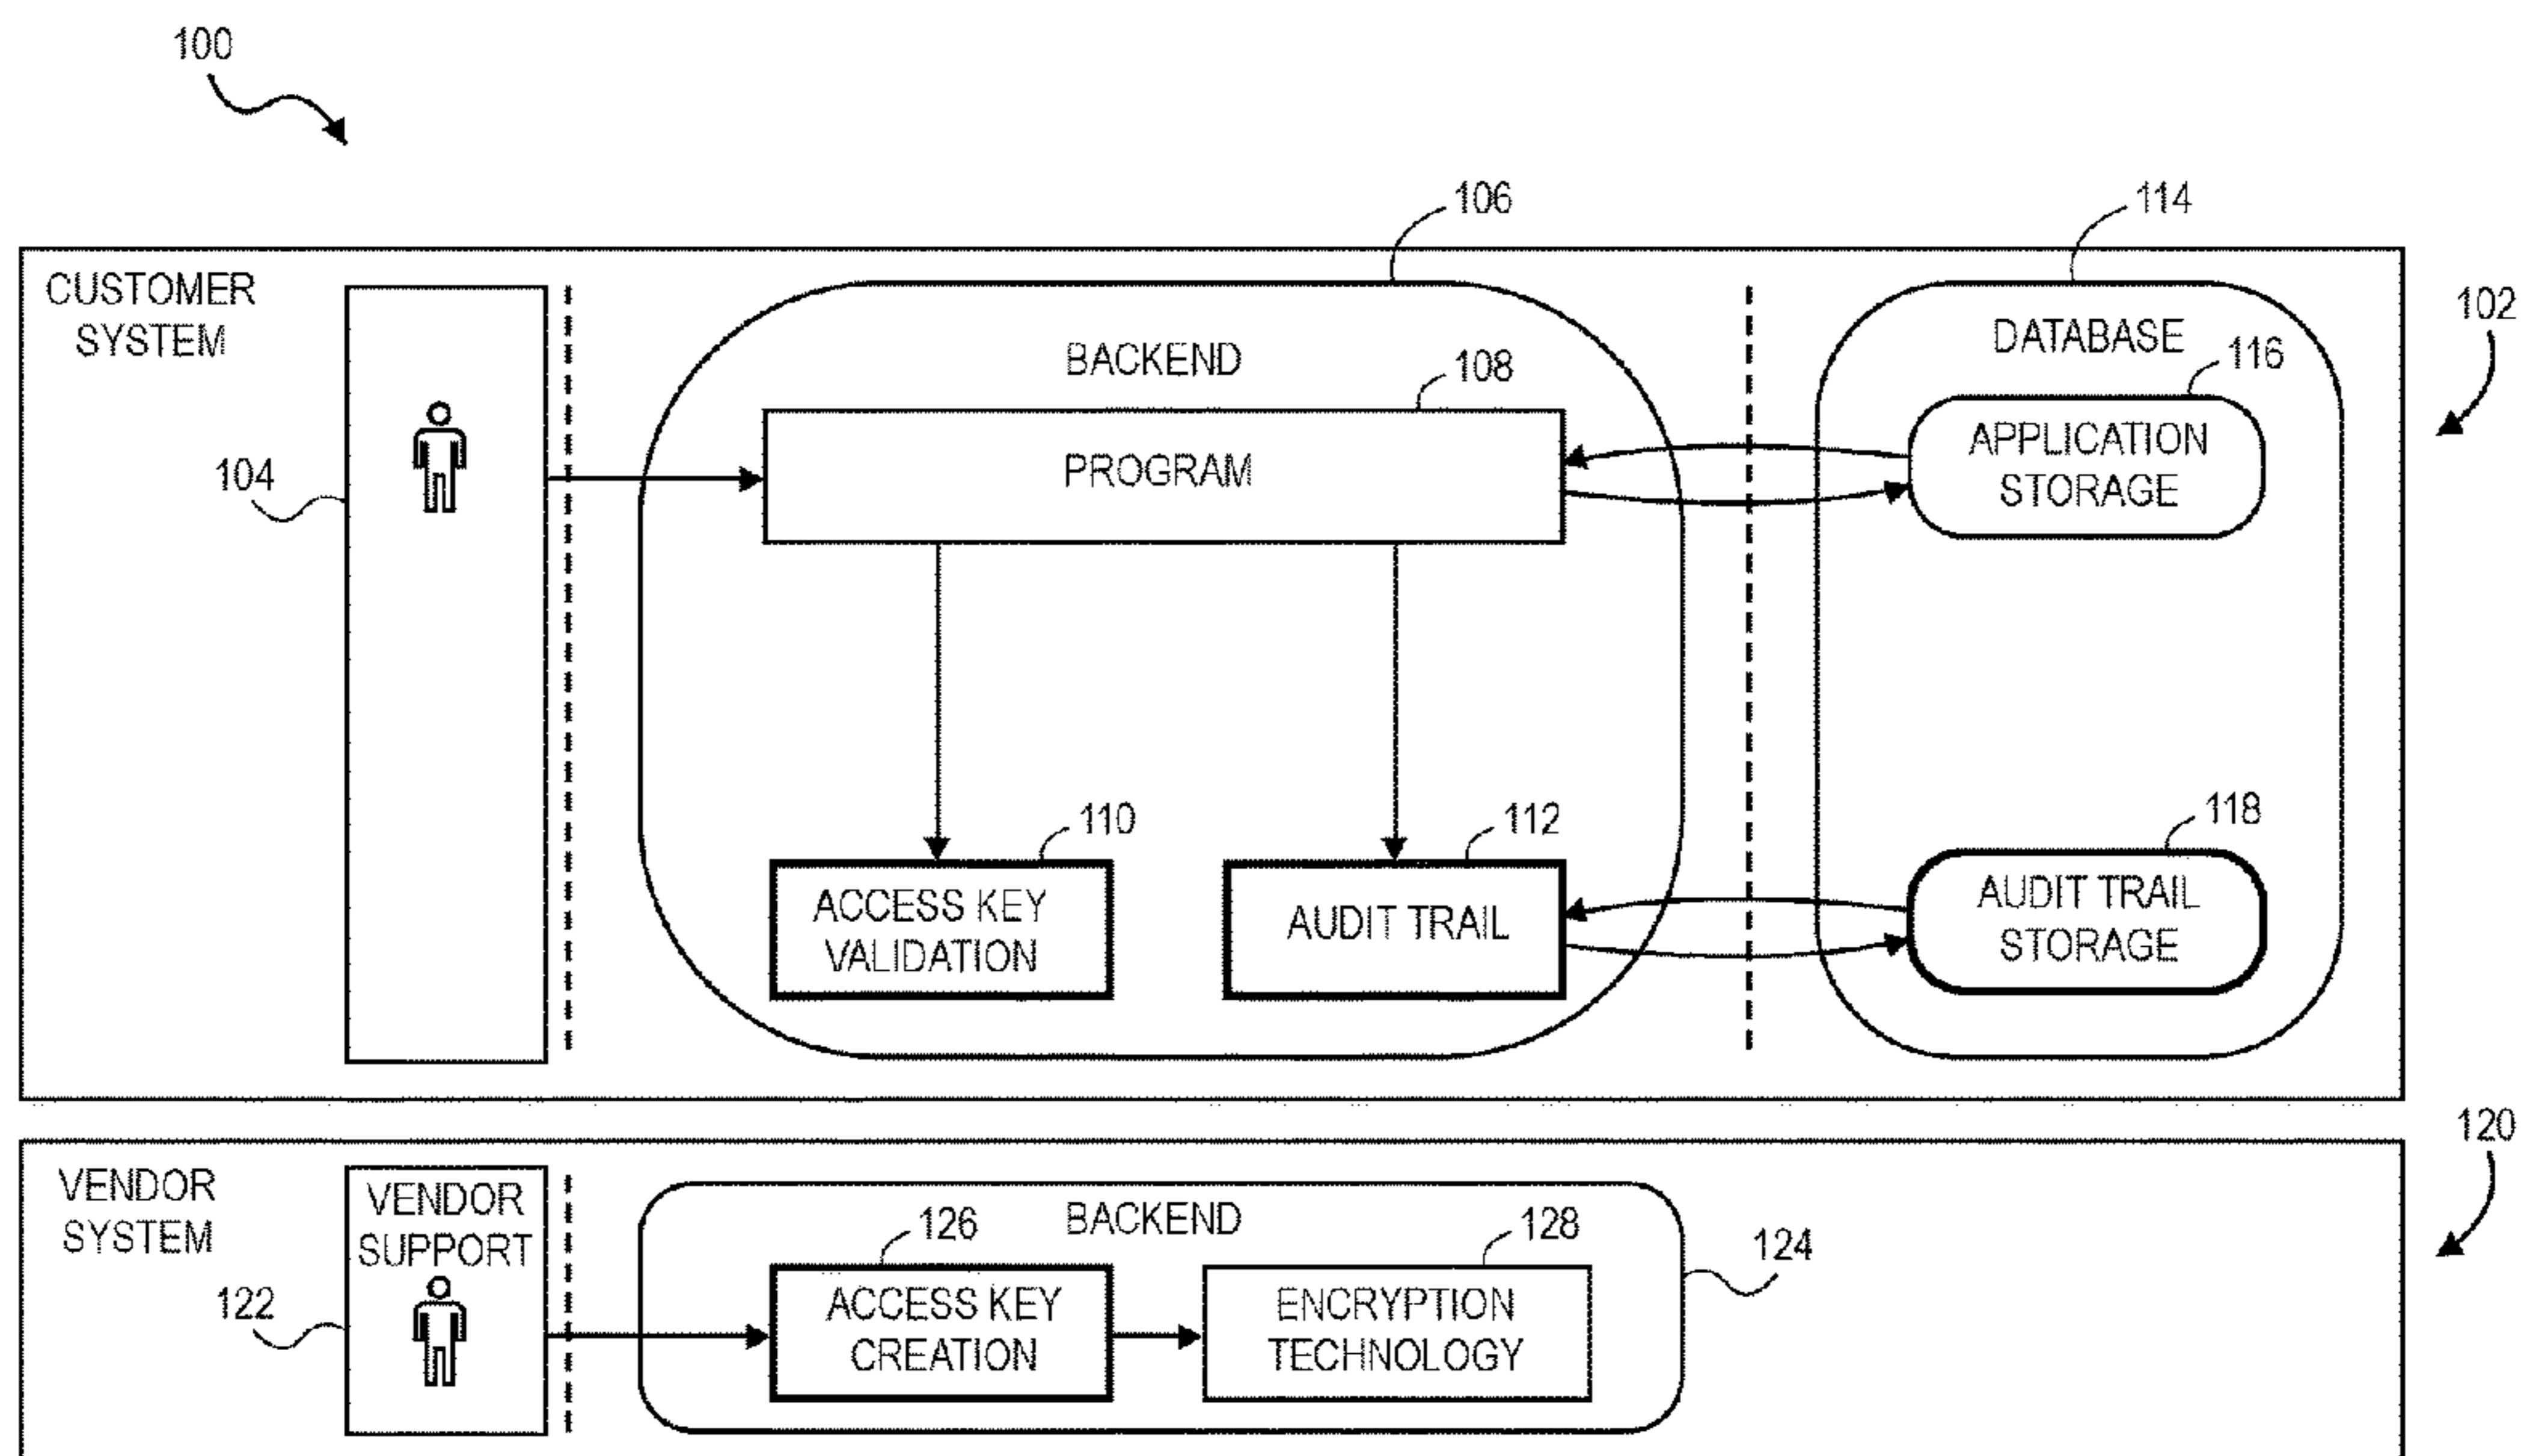 100
106
114
CUSTOMER
SYSTEM
102
BACKEND
DATABASE
108
116
PROGRAM
APPLICATION
STORAGE
104
110
112
118
ACCESS KEY
VALIDATION
AUDIT TRAIL
AUDIT TRAIL
STORAGE
120
VENDOR
SYSTEM
VENDOR
SUPPORT
BACKEND
126
128
124
122
ACCESS KEY
CREATION
ENCRYPTION
TECHNOLOGY